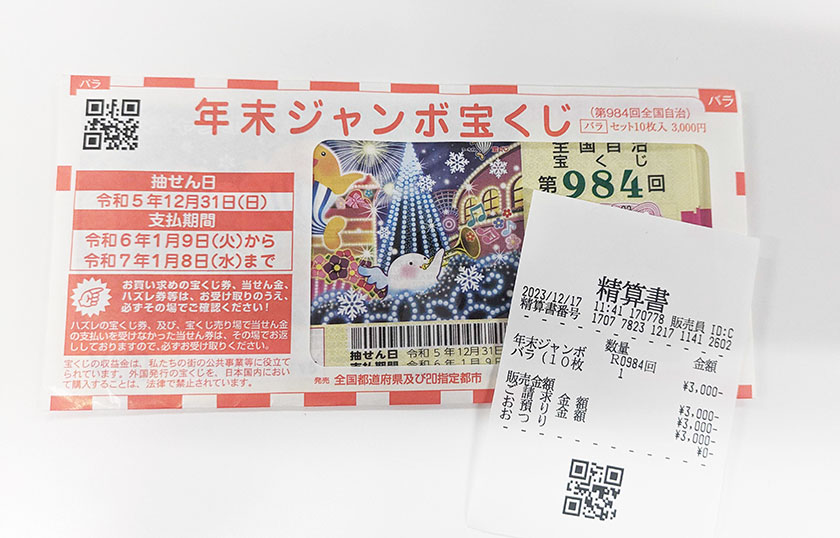 バラ
バラ
年末ジャンボ宝くじ
(第984回全国自治)
バラ セット10枚入 3,000円
抽せん日
令和5年12月31日(日)
支払期間
令和6年1月9日(火)から
令和7年1月8日(水)まで
お買い求めの宝くじ券、当せん金、
ハズレ券等は、お受け取りのうえ、
必ずその場でご確認ください!
ハズレの宝くじ券、及び、宝くじ売り場で当せん金
の支払いを受けなかった当せん券は、その場でお返
ししておりますので、必ずお受け取りください。
宝くじの収益金は、私たちの街の公共事業等に役立て
られています。外国発行の宝くじを、日本国内におい
て購入することは、法律で禁止されています。
全国自治
宝くじ
第984回
抽せん日 令和5年12月31
発売 全国都道府県及び20指定都市
精算書
2023/12/17 11:41 170778 販売員 ID:C
精算書番号 1707 7823 1217 1141 2602
数量 金額
年末ジャンボ R0984回
バラ(10枚 1 ¥3,000-
販売金額 ¥3,000-
ご請求金額 ¥3,000-
お預り金額 ¥3,000-
おつり ¥0-